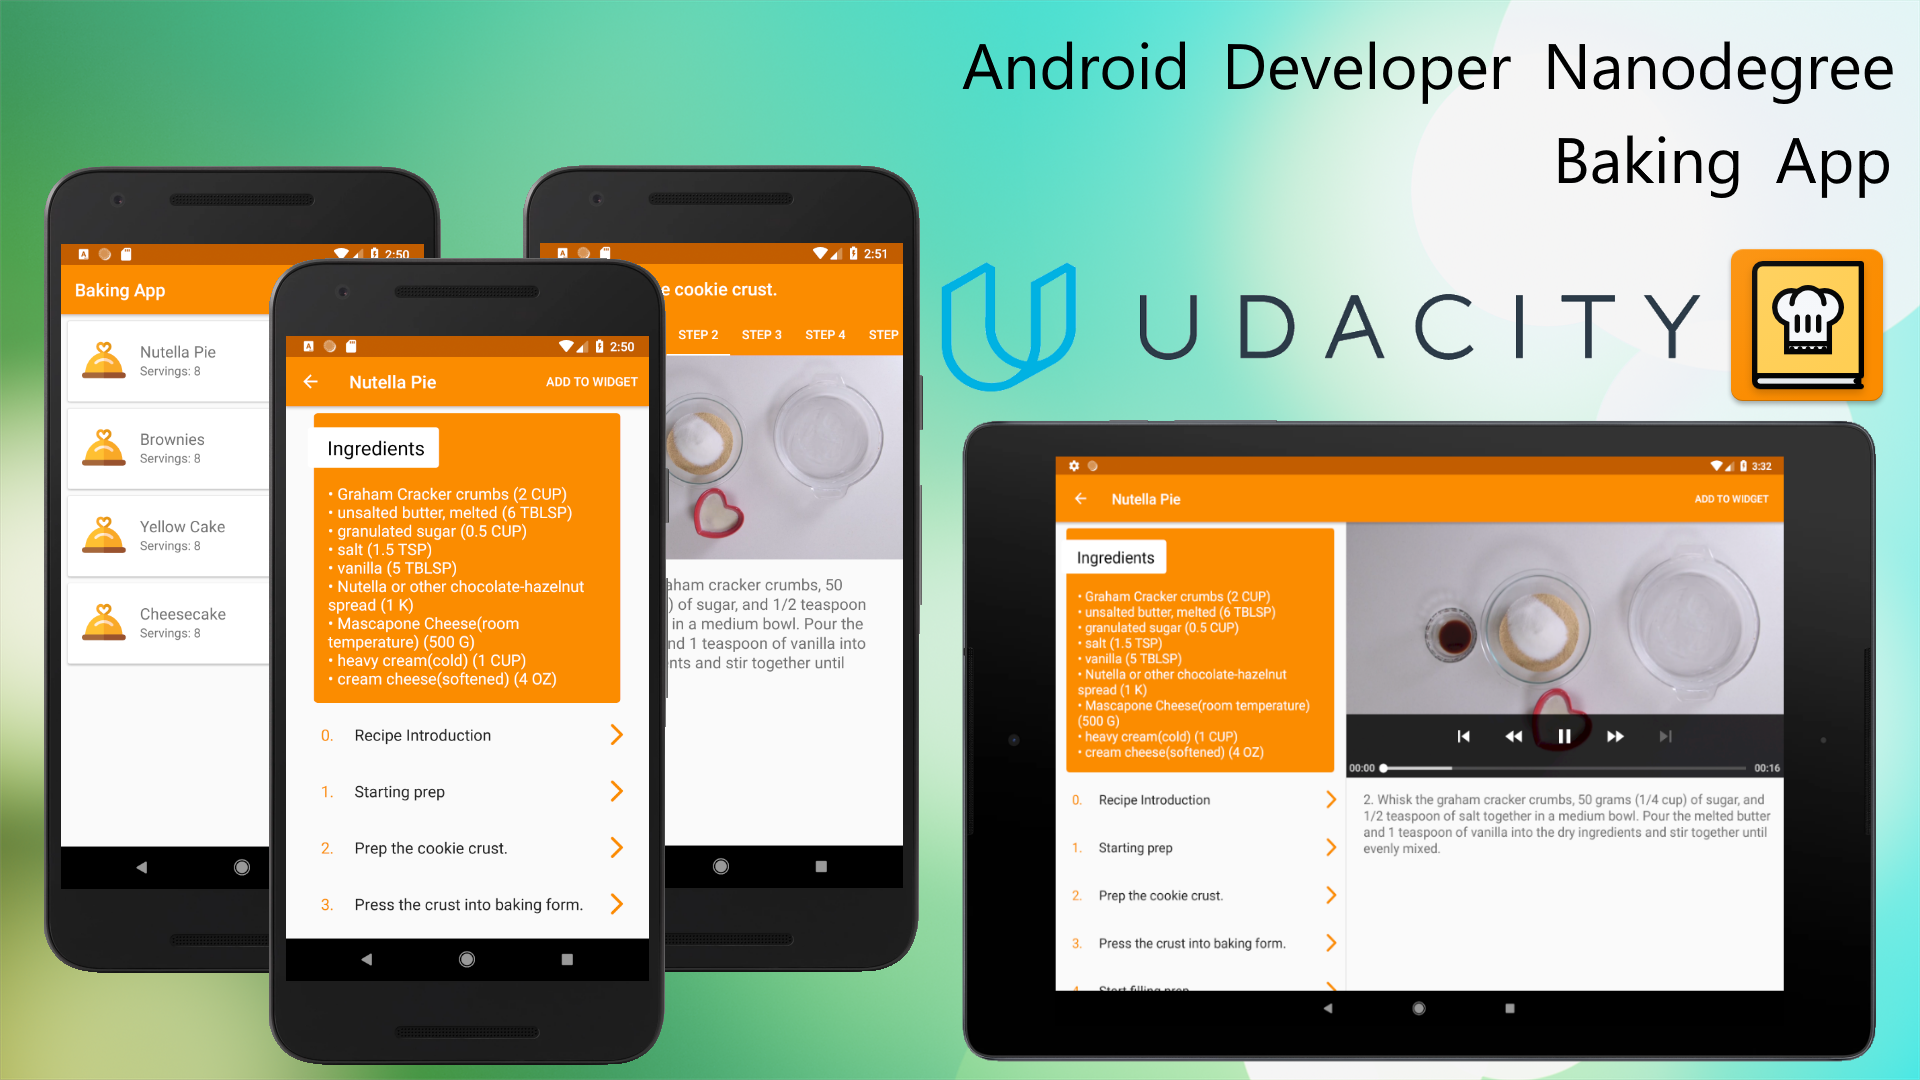 Android Developer Nanodegree
Baking App
UDACITY
2:50
Baking App
Nutella Pie
Servings: 8
Brownies
Servings: 8
Yellow Cake
Servings: 8
Cheesecake
Servings: 8
2:50
Nutella Pie
ADD TO WIDGET
Ingredients
• Graham Cracker crumbs (2 CUP)
• unsalted butter, melted (6 TBLSP)
• granulated sugar (0.5 CUP)
• salt (1.5 TSP)
• vanilla (5 TBLSP)
• Nutella or other chocolate-hazelnut
spread (1 K)
• Mascapone Cheese(room
temperature) (500 G)
• heavy cream(cold) (1 CUP)
• cream cheese(softened) (4 OZ)
0. Recipe Introduction
1. Starting prep
2. Prep the cookie crust.
3. Press the crust into baking form.
2:51
e cookie crust.
STEP 2 STEP 3 STEP 4 STEP
aham cracker crumbs, 50
) of sugar, and 1/2 teaspoon
in a medium bowl. Pour the
nd 1 teaspoon of vanilla into
nts and stir together until
3:32
Nutella Pie
ADD TO WIDGET
Ingredients
• Graham Cracker crumbs (2 CUP)
• unsalted butter, melted (6 TBLSP)
• granulated sugar (0.5 CUP)
• salt (1.5 TSP)
• vanilla (5 TBLSP)
• Nutella or other chocolate-hazelnut
spread (1 K)
• Mascapone Cheese(room temperature)
(500 G)
• heavy cream(cold) (1 CUP)
• cream cheese(softened) (4 OZ)
0. Recipe Introduction
1. Starting prep
2. Prep the cookie crust.
3. Press the crust into baking form.
4. Start filling prep
00:00 00:16
2. Whisk the graham cracker crumbs, 50 grams (1/4 cup) of sugar, and
1/2 teaspoon of salt together in a medium bowl. Pour the melted butter
and 1 teaspoon of vanilla into the dry ingredients and stir together until
evenly mixed.